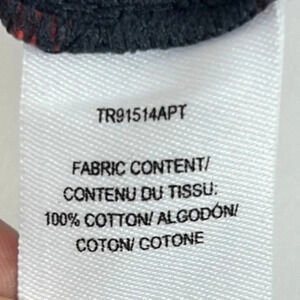 TR91514APT
FABRIC CONTENT/
CONTENU DU TISSU:
100% COTTON/ ALGODÓN/
COTON/ COTONE